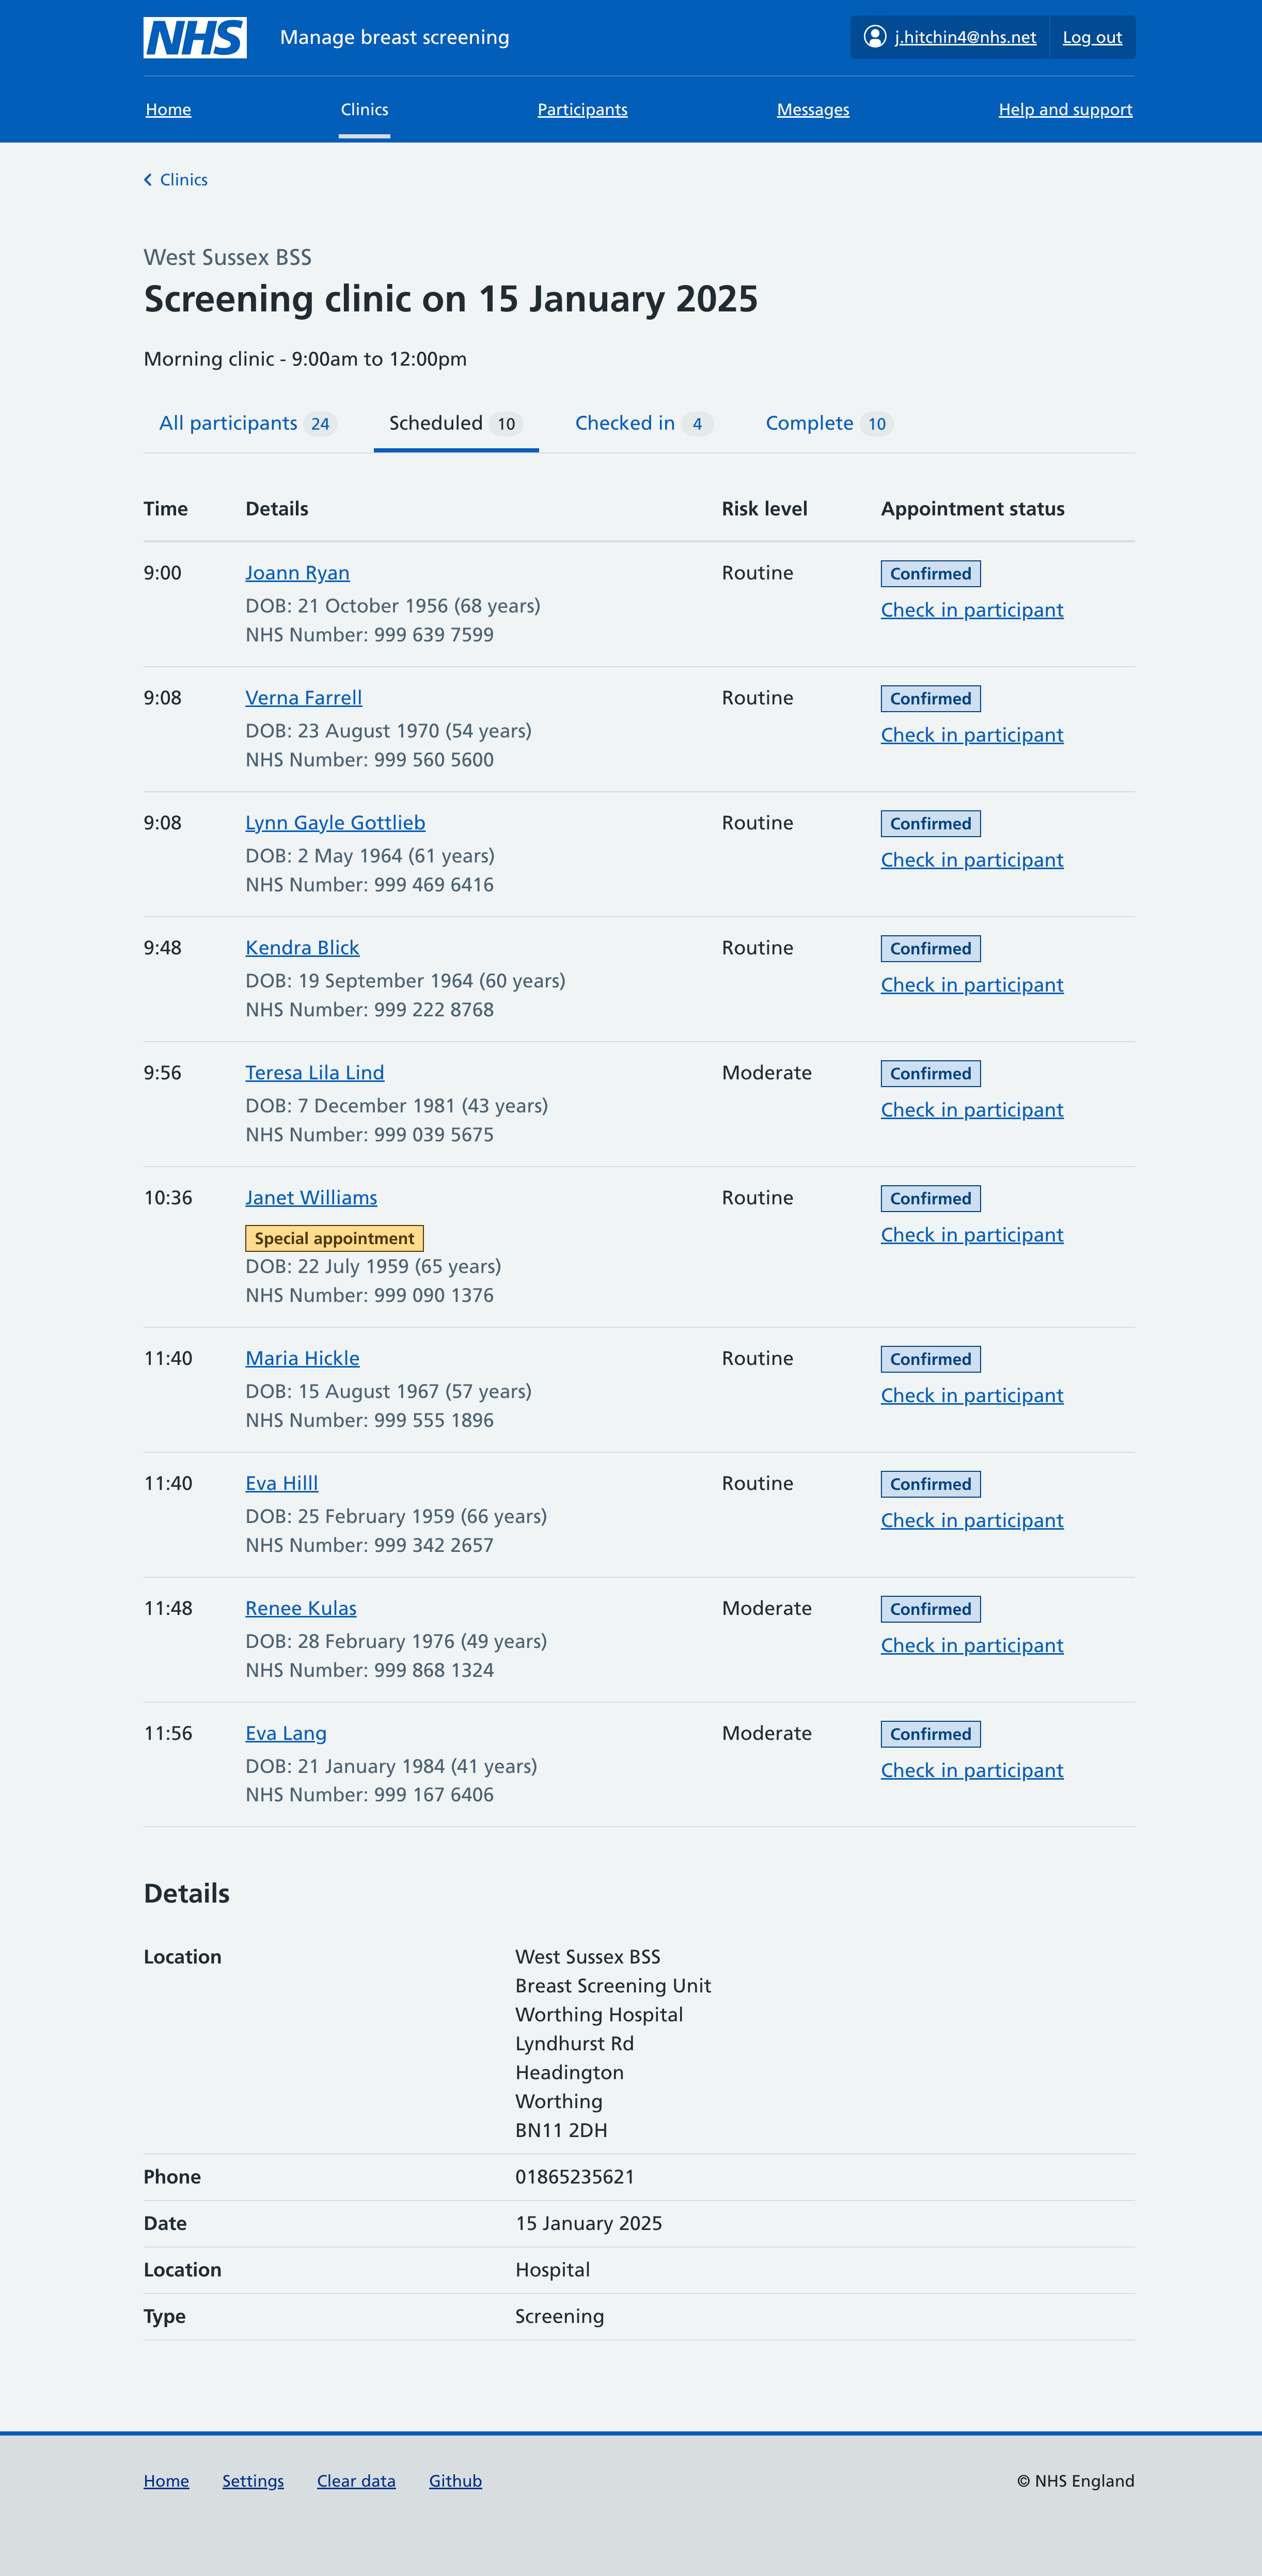 NHS Manage breast screening j.hitchin4@nhs.net Log out
Home Clinics Participants Messages Help and support
Clinics
West Sussex BSS
Screening clinic on 15 January 2025
Morning clinic - 9:00am to 12:00pm
All participants 24 Scheduled 10 Checked in 4 Complete 10
Time Details Risk level Appointment status
9:00 Joann Ryan Routine Confirmed
DOB: 21 October 1956 (68 years) Check in participant
NHS Number: 999 639 7599
9:08 Verna Farrell Routine Confirmed
DOB: 23 August 1970 (54 years) Check in participant
NHS Number: 999 560 5600
9:08 Lynn Gayle Gottlieb Routine Confirmed
DOB: 2 May 1964 (61 years) Check in participant
NHS Number: 999 469 6416
9:48 Kendra Blick Routine Confirmed
DOB: 19 September 1964 (60 years) Check in participant
NHS Number: 999 222 8768
9:56 Teresa Lila Lind Moderate Confirmed
DOB: 7 December 1981 (43 years) Check in participant
NHS Number: 999 039 5675
10:36 Janet Williams Routine Confirmed
Special appointment Check in participant
DOB: 22 July 1959 (65 years)
NHS Number: 999 090 1376
11:40 Maria Hickle Routine Confirmed
DOB: 15 August 1967 (57 years) Check in participant
NHS Number: 999 555 1896
11:40 Eva Hilll Routine Confirmed
DOB: 25 February 1959 (66 years) Check in participant
NHS Number: 999 342 2657
11:48 Renee Kulas Moderate Confirmed
DOB: 28 February 1976 (49 years) Check in participant
NHS Number: 999 868 1324
11:56 Eva Lang Moderate Confirmed
DOB: 21 January 1984 (41 years) Check in participant
NHS Number: 999 167 6406
Details
Location West Sussex BSS
Breast Screening Unit
Worthing Hospital
Lyndhurst Rd
Headington
Worthing
BN11 2DH
Phone 01865235621
Date 15 January 2025
Location Hospital
Type Screening
Home Settings Clear data Github © NHS England